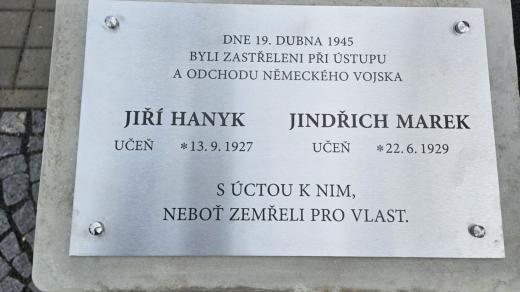 DNE 19. DUBNA 1945
BYLI ZASTŘELENI PŘI ÚSTUPU
A ODCHODU NĚMECKÉHO VOJSKA
JIŘÍ HANYK JINDŘICH MAREK
UČEŇ *13. 9. 1927 UČEŇ *22. 6. 1929
S ÚCTOU K NIM,
NEBOŤ ZEMŘELI PRO VLAST.